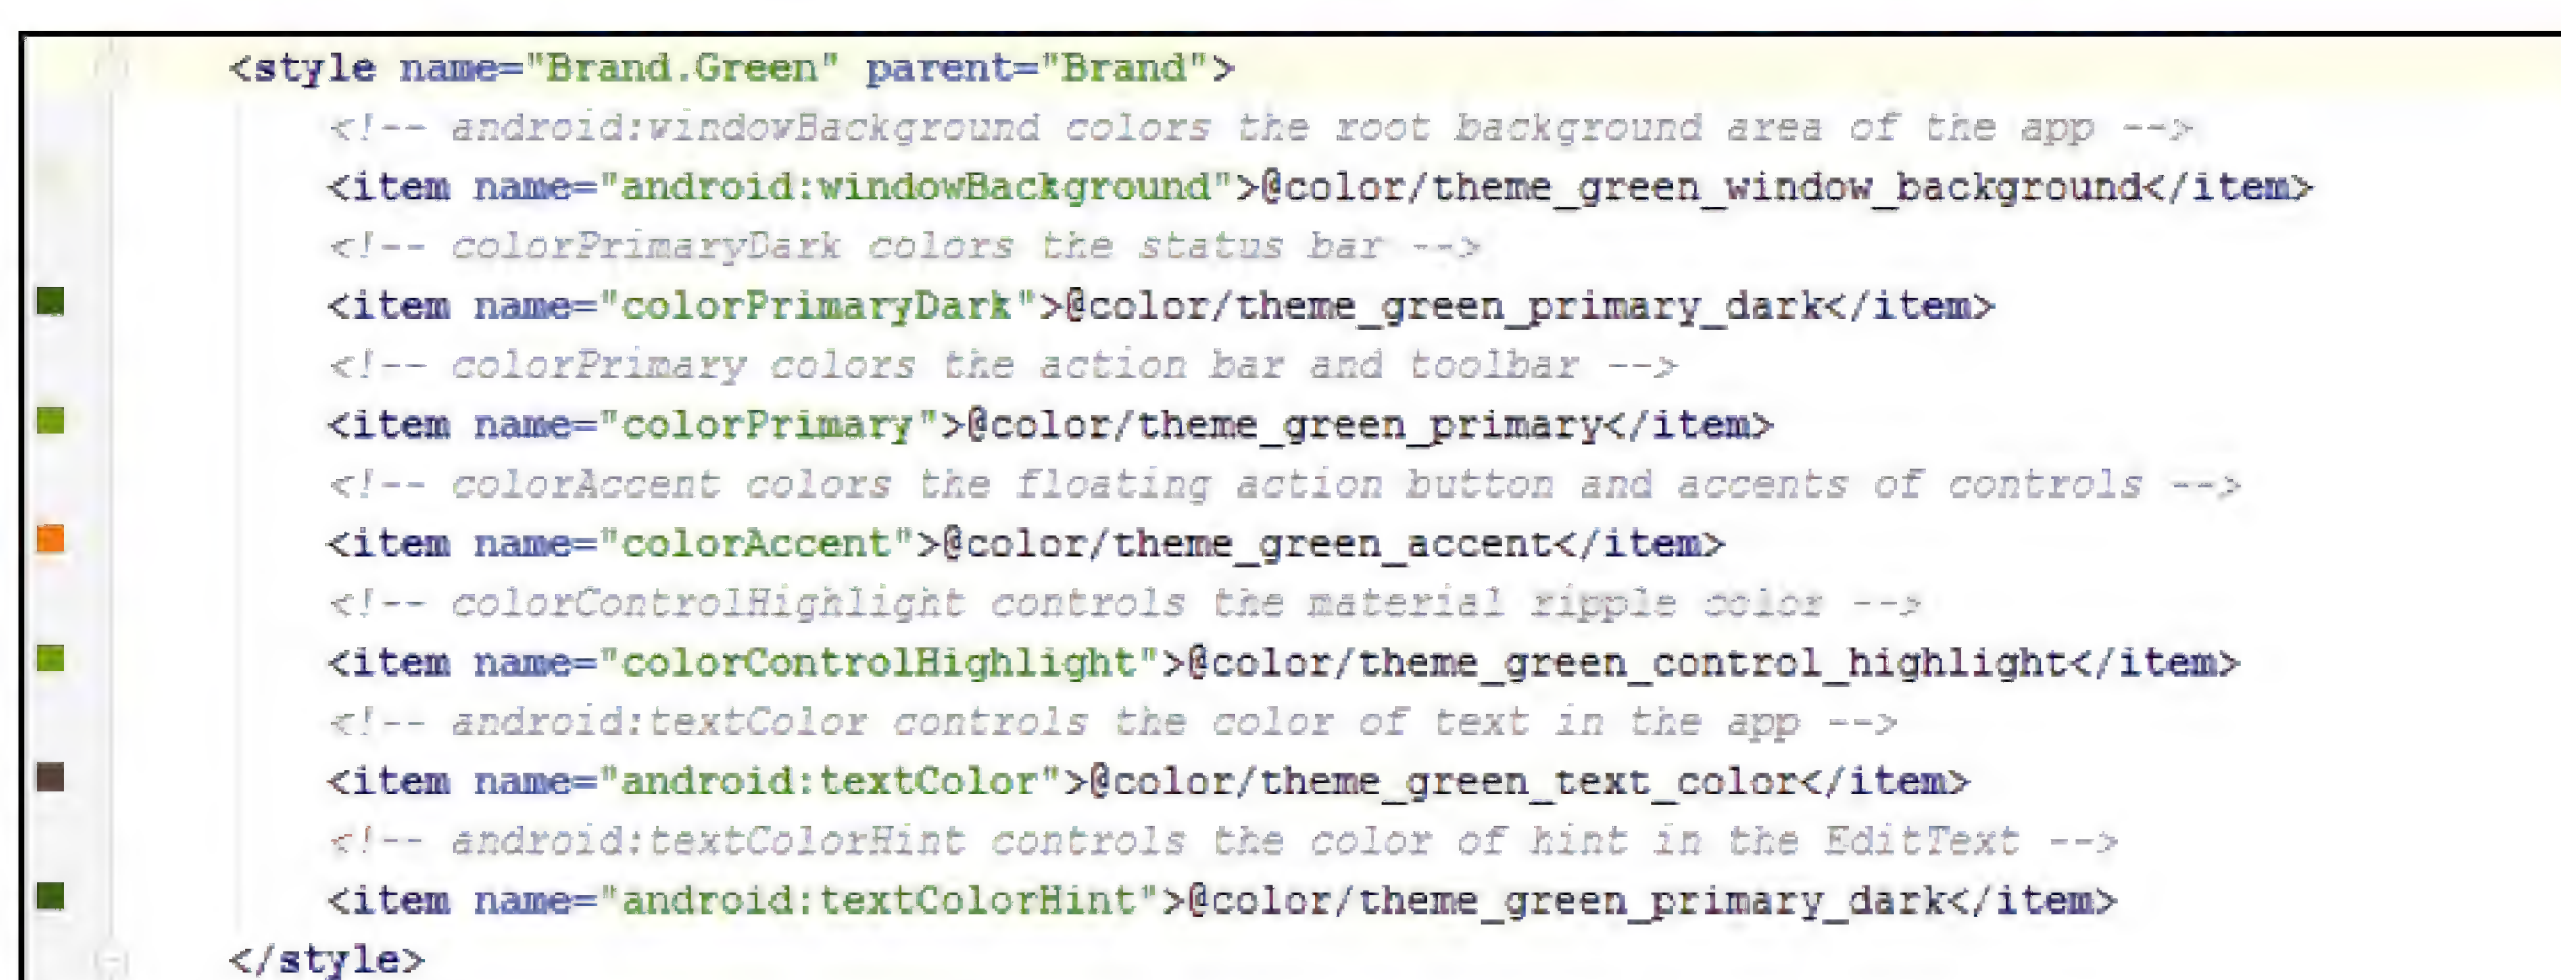 <style name="Brand.Green" parent="Brand">
<!-- android:windowBackground colors the root background area of the app -->
<item name="android:windowBackground">@color/theme_green_window_background</item>
<!-- colorPrimaryDark colors the status bar -->
<item name="colorPrimaryDark">@color/theme_green_primary_dark</item>
<!-- colorPrimary colors the action bar and toolbar -->
<item name="colorPrimary">@color/theme_green_primary</item>
<!-- colorAccent colors the floating action button and accents of controls -->
<item name="colorAccent">@color/theme_green_accent</item>
<!-- colorControlHighlight controls the material ripple color -->
<item name="colorControlHighlight">@color/theme_green_control_highlight</item>
<!-- android:textColor controls the color of text in the app -->
<item name="android:textColor">@color/theme_green_text_color</item>
<!-- android:textColorHint controls the color of hint in the EditText -->
<item name="android:textColorHint">@color/theme_green_primary_dark</item>
</style>